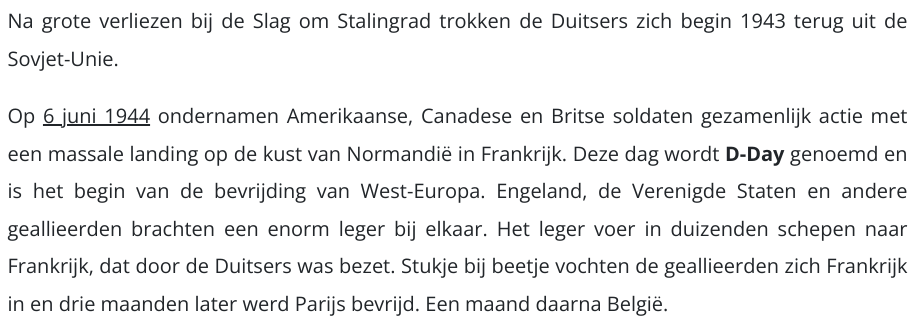 Na grote verliezen bij de Slag om Stalingrad trokken de Duitsers zich begin 1943 terug uit de
Sovjet-Unie.
Op 6 juni 1944 ondernamen Amerikaanse, Canadese en Britse soldaten gezamenlijk actie met
een massale landing op de kust van Normandië in Frankrijk. Deze dag wordt D-Day genoemd en
is het begin van de bevrijding van West-Europa. Engeland, de Verenigde Staten en andere
geallieerden brachten een enorm leger bij elkaar. Het leger voer in duizenden schepen naar
Frankrijk, dat door de Duitsers was bezet. Stukje bij beetje vochten de geallieerden zich Frankrijk
in en drie maanden later werd Parijs bevrijd. Een maand daarna België.